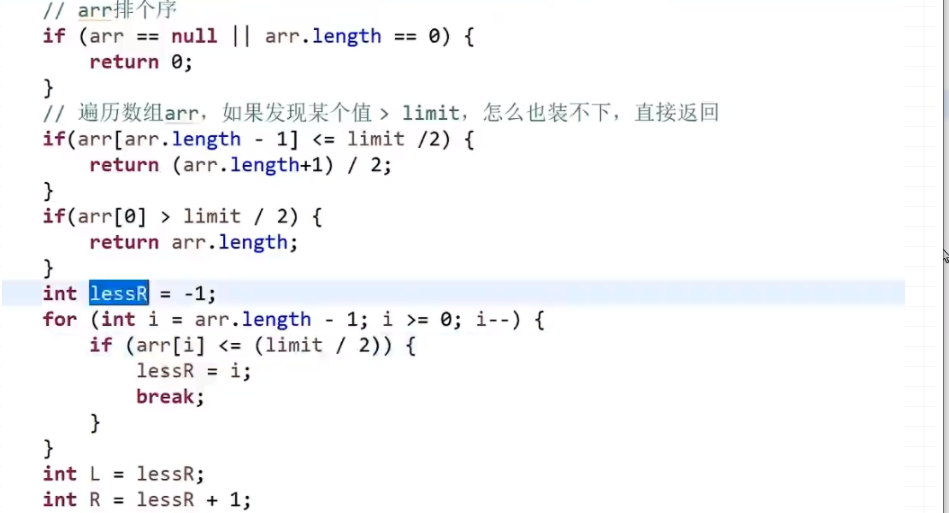 // arr排个序
if (arr == null || arr.length == 0) {
return 0;
}
// 遍历数组arr，如果发现某个值 > limit，怎么也装不下，直接返回
if(arr[arr.length - 1] <= limit /2) {
return (arr.length+1) / 2;
}
if(arr[0] > limit / 2) {
return arr.length;
}
int lessR = -1;
for (int i = arr.length - 1; i >= 0; i--) {
if (arr[i] <= (limit / 2)) {
lessR = i;
break;
}
}
int L = lessR;
int R = lessR + 1;